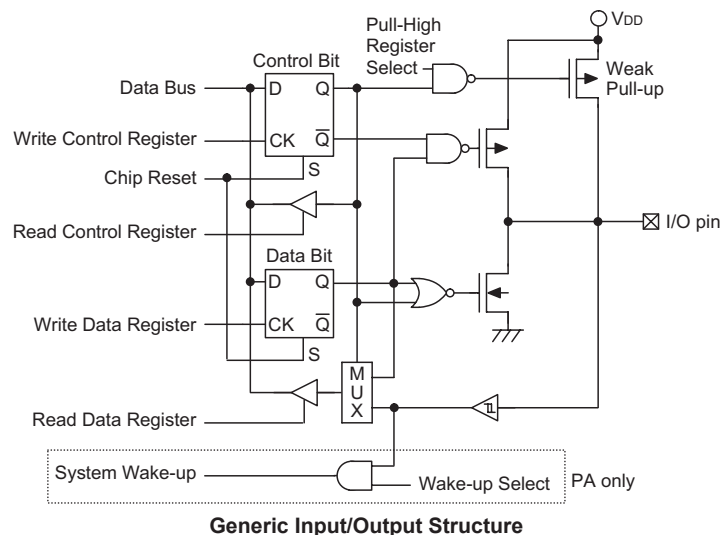 VDD
Pull-High
Register
Select
Control Bit
Weak
Pull-up
Data Bus
D
Q
Write Control Register
CK
Q
S
Chip Reset
Read Control Register
I/O pin
Data Bit
D
Q
Write Data Register
CK
Q
S
M
U
X
Read Data Register
System Wake-up
Wake-up Select
PA only
Generic Input/Output Structure